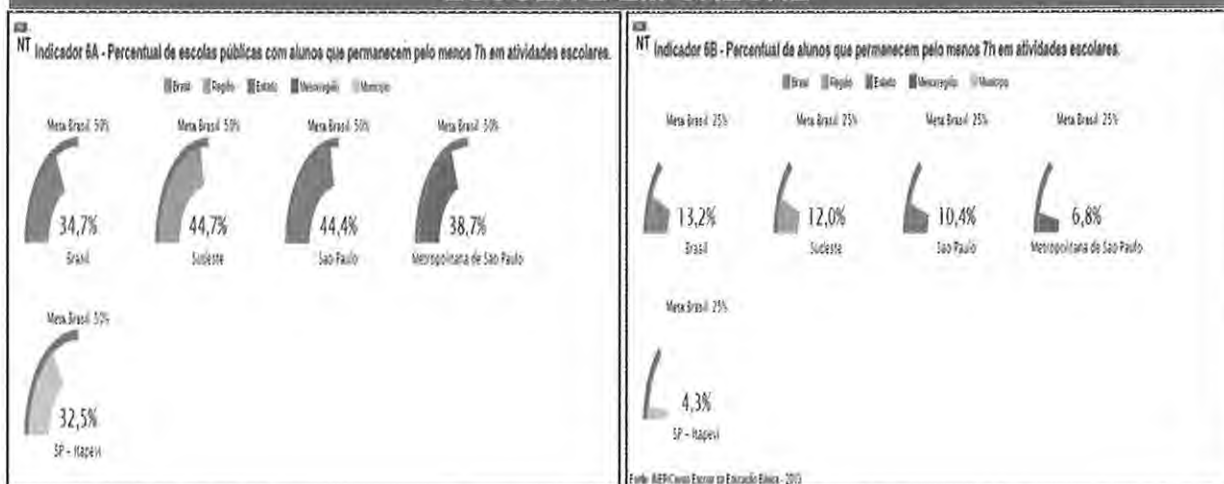 NT Indicador 6A - Percentual de escolas públicas com alunos que permanecem pelo menos 7h em atividades escolares.
Brasil Região Estado Mesorregião Município
Meta Brasil 50% Meta Brasil 50% Meta Brasil 50% Meta Brasil 50%
34,7% 44,7% 44,4% 38,7%
Brasil Sudeste Sao Paulo Metropolitana de Sao Paulo
Meta Brasil 50%
32,5%
SP – Itapevi
NT Indicador 6B - Percentual de alunos que permanecem pelo menos 7h em atividades escolares.
Brasil Região Estado Mesorregião Município
Meta Brasil 25% Meta Brasil 25% Meta Brasil 25% Meta Brasil 25%
13,2% 12,0% 10,4% 6,8%
Brasil Sudeste Sao Paulo Metropolitana de Sao Paulo
Meta Brasil 25%
4,3%
SP – Itapevi
Fonte: INEP/Censo Escolar da Educação Básica - 2013